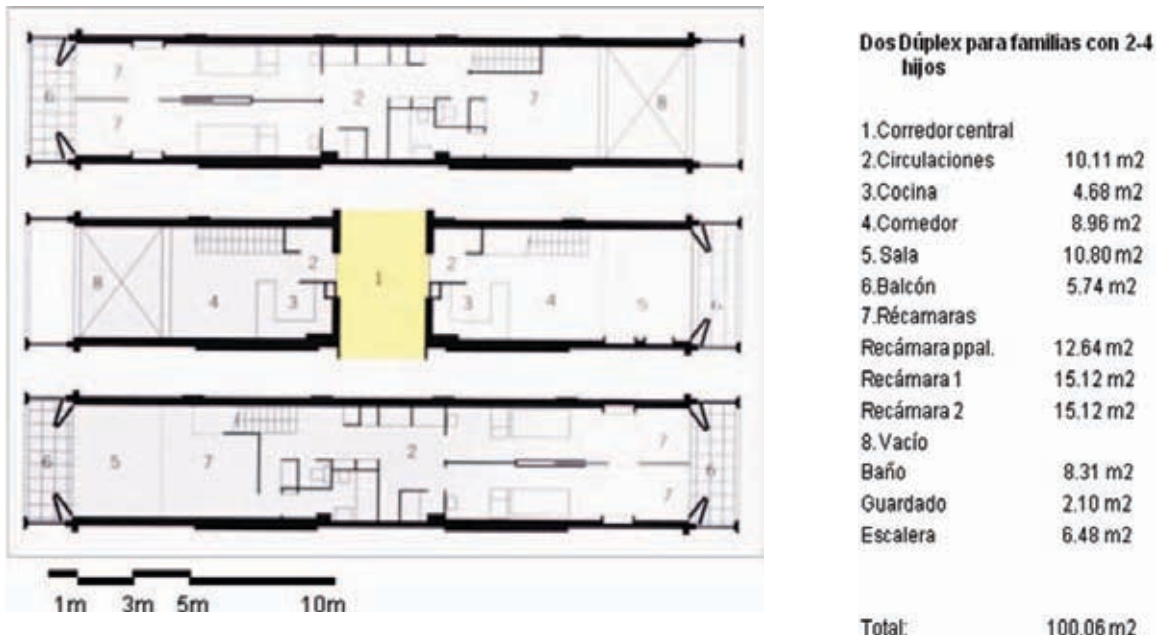 7
6
2
7
8
7
2
2
1
8
4
3
3
4
5
6
7
6
5
7
2
6
7
1m 3m 5m 10m
Dos Dúplex para familias con 2-4
hijos
1.Corredor central
2.Circulaciones 10.11 m2
3.Cocina 4.68 m2
4.Comedor 8.96 m2
5. Sala 10.80 m2
6.Balcón 5.74 m2
7.Récamaras
Recámara ppal. 12.64 m2
Recámara 1 15.12 m2
Recámara 2 15.12 m2
8.Vacío
Baño 8.31 m2
Guardado 2.10 m2
Escalera 6.48 m2
Total: 100.06 m2